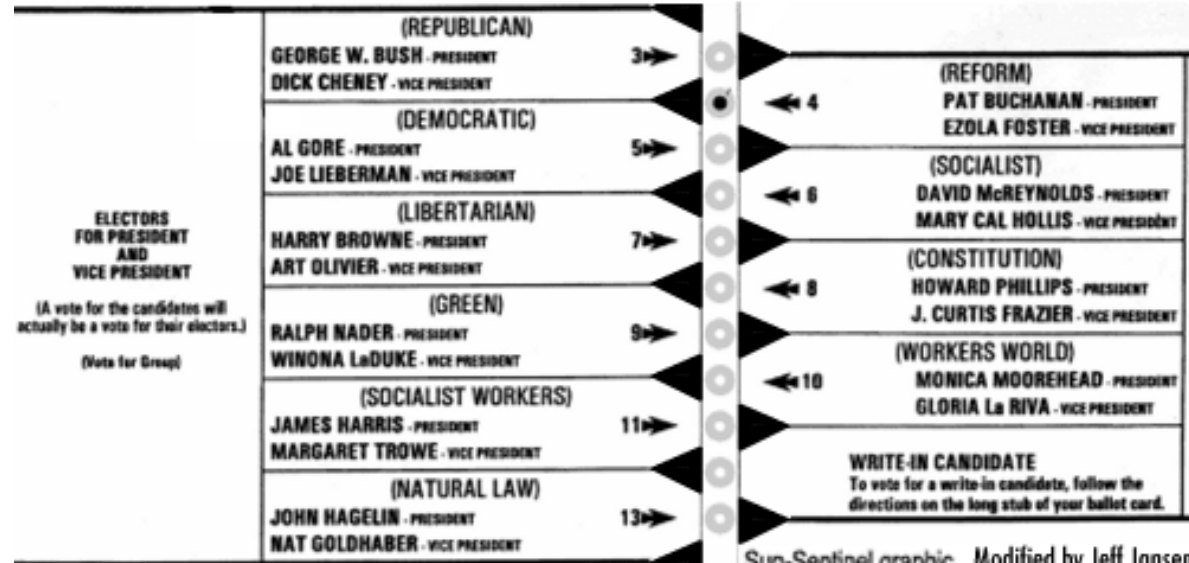 (REPUBLICAN)
GEORGE W. BUSH - PRESIDENT 3
DICK CHENEY - VICE PRESIDENT
(DEMOCRATIC)
AL GORE - PRESIDENT 5
JOE LIEBERMAN - VICE PRESIDENT
(LIBERTARIAN)
HARRY BROWNE - PRESIDENT 7
ART OLIVIER - VICE PRESIDENT
(GREEN)
RALPH NADER - PRESIDENT 9
WINONA LaDUKE - VICE PRESIDENT
(SOCIALIST WORKERS)
JAMES HARRIS - PRESIDENT 11
MARGARET TROWE - VICE PRESIDENT
(NATURAL LAW)
JOHN HAGELIN - PRESIDENT 13
NAT GOLDHABER - VICE PRESIDENT
ELECTORS
FOR PRESIDENT
AND
VICE PRESIDENT
(A vote for the candidates will
actually be a vote for their electors.)
(Vote for Group)
(REFORM)
4 PAT BUCHANAN - PRESIDENT
EZOLA FOSTER - VICE PRESIDENT
(SOCIALIST)
6 DAVID McREYNOLDS - PRESIDENT
MARY CAL HOLLIS - VICE PRESIDENT
(CONSTITUTION)
8 HOWARD PHILLIPS - PRESIDENT
J. CURTIS FRAZIER - VICE PRESIDENT
(WORKERS WORLD)
10 MONICA MOOREHEAD - PRESIDENT
GLORIA La RIVA - VICE PRESIDENT
WRITE-IN CANDIDATE
To vote for a write-in candidate, follow the
directions on the long stub of your ballot card.
Sun-Sentinel graphic Modified by Jeff Jansen